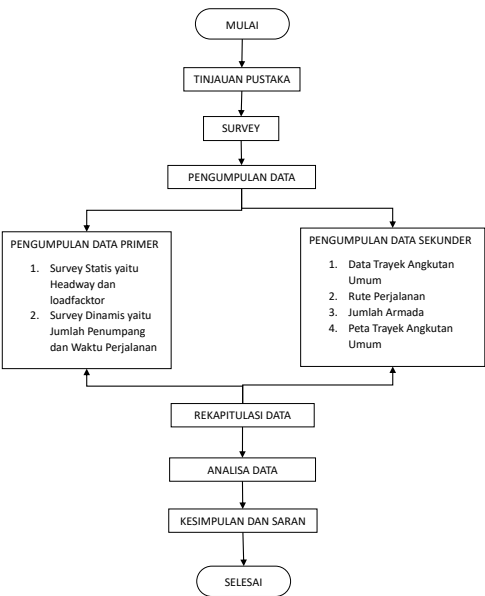 MULAI
TINJAUAN PUSTAKA
SURVEY
PENGUMPULAN DATA
PENGUMPULAN DATA PRIMER
1. Survey Statis yaitu
Headway dan
loadfacktor
2. Survey Dinamis yaitu
Jumlah Penumpang
dan Waktu Perjalanan
PENGUMPULAN DATA SEKUNDER
1. Data Trayek Angkutan
Umum
2. Rute Perjalanan
3. Jumlah Armada
4. Peta Trayek Angkutan
Umum
REKAPITULASI DATA
ANALISA DATA
KESIMPULAN DAN SARAN
SELESAI